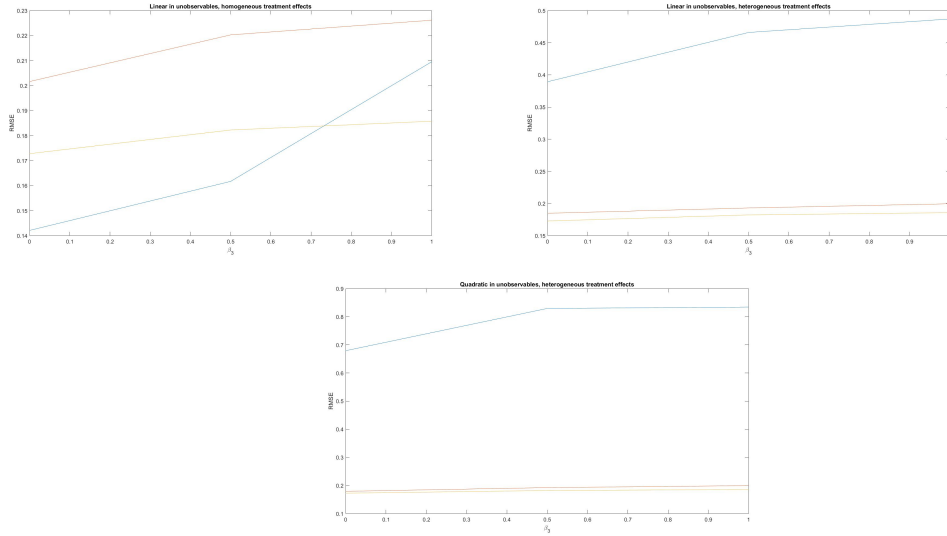 Linear in unobservables, homogeneous treatment effects
0.23
0.22
0.21
0.2
0.19
0.18
0.17
0.16
0.15
0.14
RMSE
0 0.1 0.2 0.3 0.4 0.5 0.6 0.7 0.8 0.9 1
β3
Linear in unobservables, heterogeneous treatment effects
0.5
0.45
0.4
0.35
0.3
0.25
0.2
0.15
RMSE
0 0.1 0.2 0.3 0.4 0.5 0.6 0.7 0.8 0.9
β3
Quadratic in unobservables, heterogeneous treatment effects
0.9
0.8
0.7
0.6
0.5
0.4
0.3
0.2
0.1
RMSE
0 0.1 0.2 0.3 0.4 0.5 0.6 0.7 0.8 0.9 1
β3